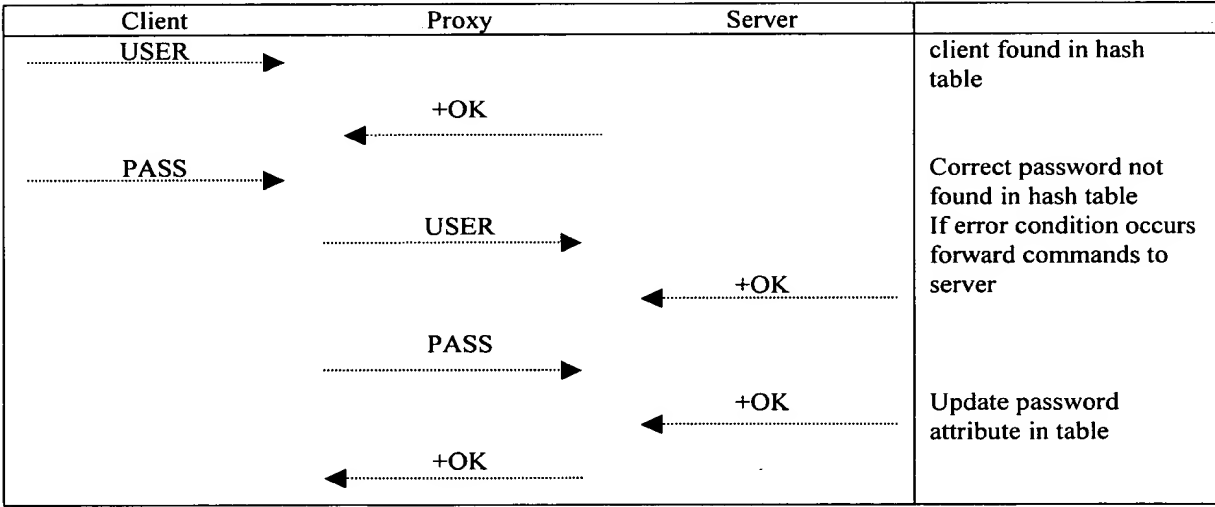 Client Proxy Server
USER
client found in hash
table
+OK
PASS
Correct password not
found in hash table
USER
If error condition occurs
forward commands to
server
+OK
PASS
+OK
Update password
attribute in table
+OK